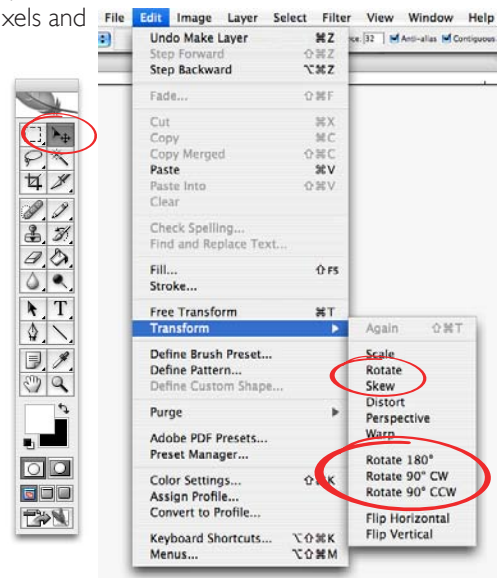 xels and
File Edit Image Layer Select Filter View Window Help
Undo Make Layer ⌘Z
32 Anti-alias Contiguous
Step Forward ⇧⌘Z
Step Backward ⌥⌘Z
Fade... ⇧⌘F
Cut ⌘X
Copy ⌘C
Copy Merged ⇧⌘C
Paste ⌘V
Paste Into ⇧⌘V
Clear
Check Spelling...
Find and Replace Text...
Fill... ⇧F5
Stroke...
Free Transform ⌘T
Transform
Again ⇧⌘T
Scale
Rotate
Skew
Distort
Perspective
Warp
Rotate 180°
Rotate 90° CW
Rotate 90° CCW
Flip Horizontal
Flip Vertical
Define Brush Preset...
Define Pattern...
Define Custom Shape...
Purge
Adobe PDF Presets...
Preset Manager...
Color Settings... ⇧⌘K
Assign Profile...
Convert to Profile...
Keyboard Shortcuts... ⌥⇧⌘K
Menus... ⌥⇧⌘M
T